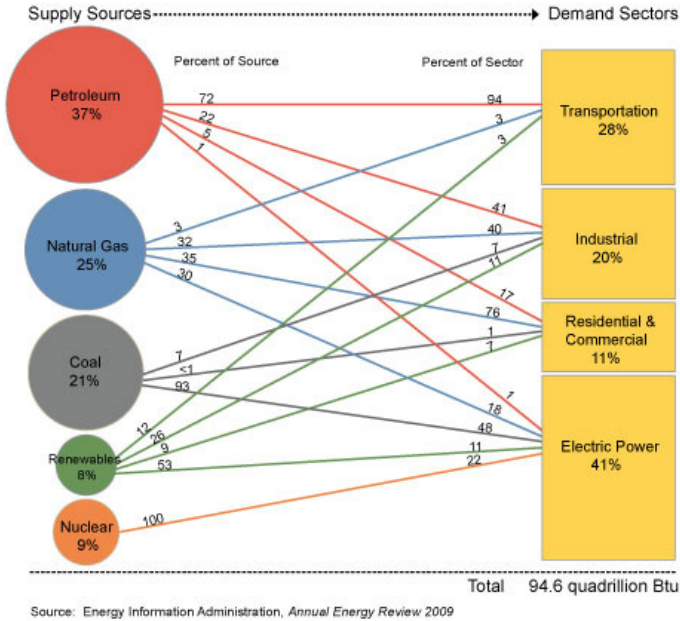 Supply Sources
Demand Sectors
Percent of Source
Percent of Sector
Petroleum
37%
72
22
5
1
Natural Gas
25%
3
32
35
30
Coal
21%
7
<1
93
Renewables
8%
12
26
9
53
Nuclear
9%
100
94
3
3
Transportation
28%
41
40
7
11
Industrial
20%
17
76
1
7
Residential &
Commercial
11%
1
18
48
11
22
Electric Power
41%
Total 94.6 quadrillion Btu
Source: Energy Information Administration, Annual Energy Review 2009